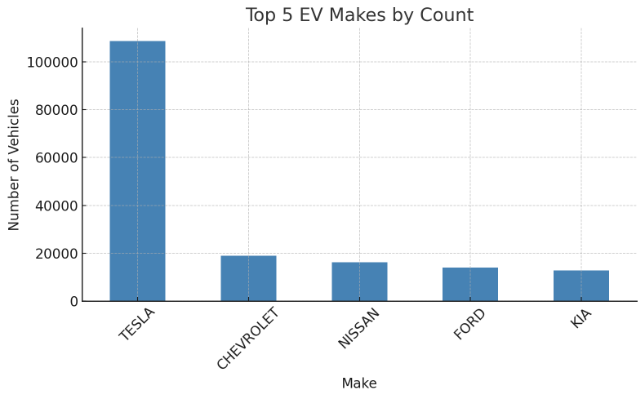 Top 5 EV Makes by Count
Number of Vehicles
100000
80000
60000
40000
20000
0
TESLA
CHEVROLET
NISSAN
FORD
KIA
Make